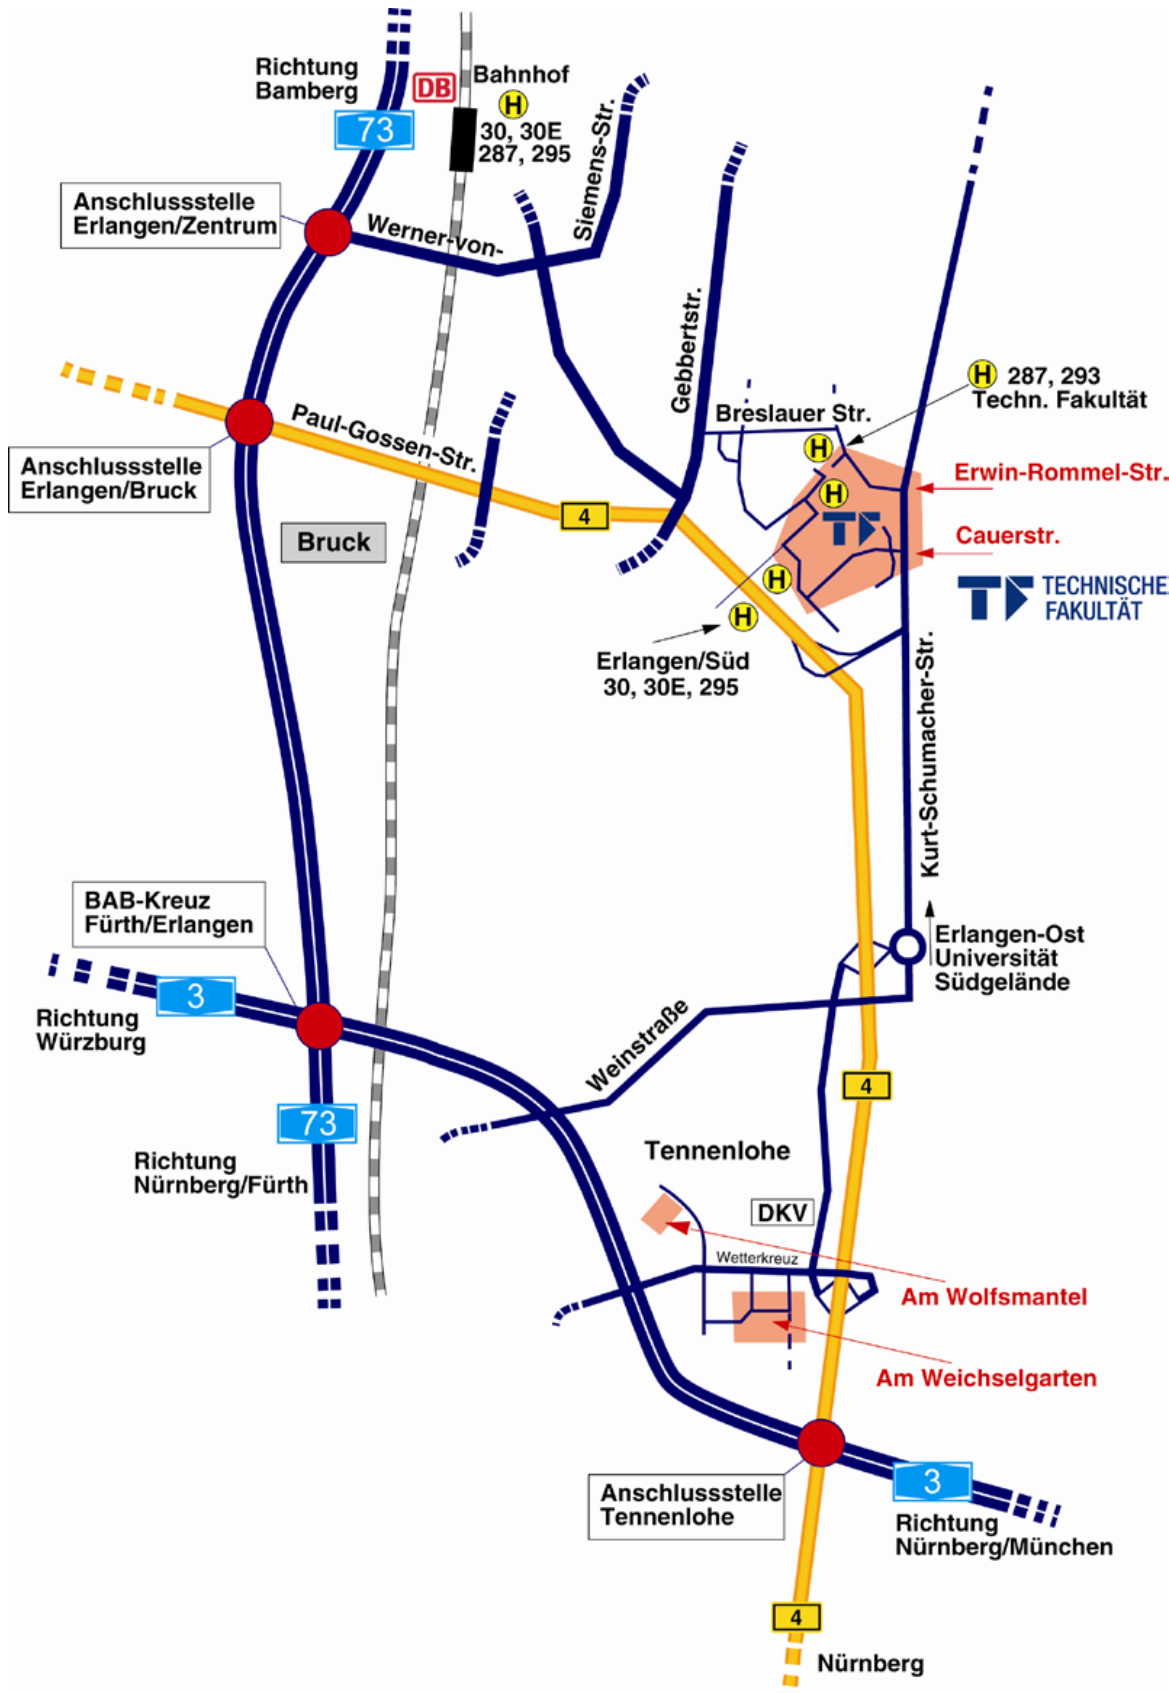 Richtung
Bamberg
73
DB
Bahnhof
H
30, 30E
287, 295
Siemens-Str.
Anschlussstelle
Erlangen/Zentrum
Werner-von-
Gebbertstr.
H 287, 293
Techn. Fakultät
Breslauer Str.
Paul-Gossen-Str.
H
Anschlussstelle
Erlangen/Bruck
Erwin-Rommel-Str.
H
4
Bruck
TF
Cauerstr.
H
TF TECHNISCHE
FAKULTÄT
H
Erlangen/Süd
30, 30E, 295
Kurt-Schumacher-Str.
BAB-Kreuz
Fürth/Erlangen
Erlangen-Ost
Universität
Südgelände
3
Richtung
Würzburg
Weinstraße
4
73
Tennenlohe
Richtung
Nürnberg/Fürth
DKV
Wetterkreuz
Am Wolfsmantel
Am Weichselgarten
3
Anschlussstelle
Tennenlohe
Richtung
Nürnberg/München
4
Nürnberg